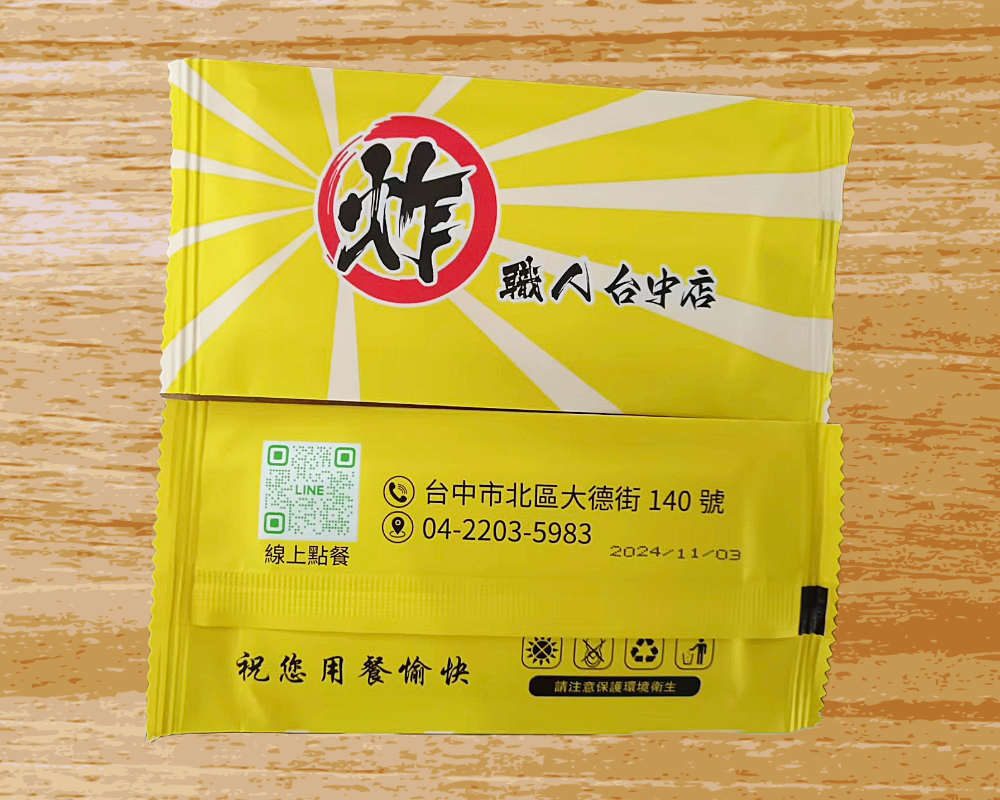 炸
職人台中店
LINE
線上點餐
台中市北區大德街 140 號
04-2203-5983
2024/11/03
祝您用餐愉快
請注意保護環境衛生